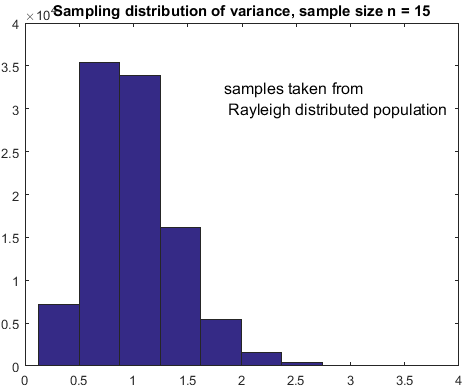 ×10⁴
Sampling distribution of variance, sample size n = 15
4
3.5
3
2.5
2
1.5
1
0.5
0
samples taken from
Rayleigh distributed population
0 0.5 1 1.5 2 2.5 3 3.5 4